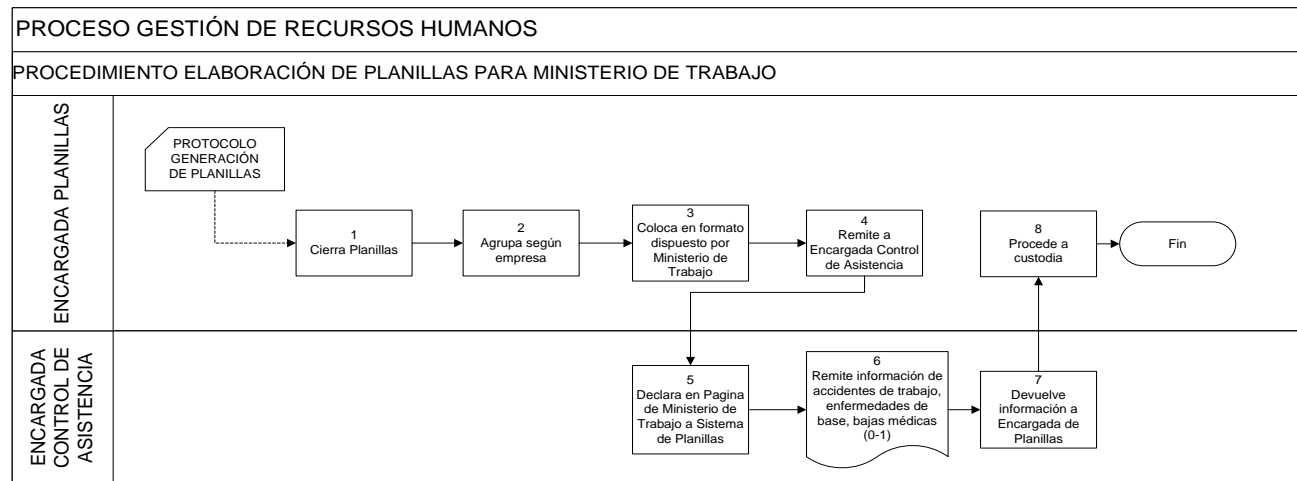 PROCESO GESTIÓN DE RECURSOS HUMANOS
PROCEDIMIENTO ELABORACIÓN DE PLANILLAS PARA MINISTERIO DE TRABAJO
ENCARGADA PLANILLAS
PROTOCOLO
GENERACIÓN
DE PLANILLAS
1
Cierra Planillas
2
Agrupa según
empresa
3
Coloca en formato
dispuesto por
Ministerio de
Trabajo
4
Remite a
Encargada Control
de Asistencia
8
Procede a
custodia
Fin
ENCARGADA
CONTROL DE
ASISTENCIA
5
Declara en Pagina
de Ministerio de
Trabajo a Sistema
de Planillas
6
Remite información de
accidentes de trabajo,
enfermedades de
base, bajas médicas
(0-1)
7
Devuelve
información a
Encargada de
Planillas